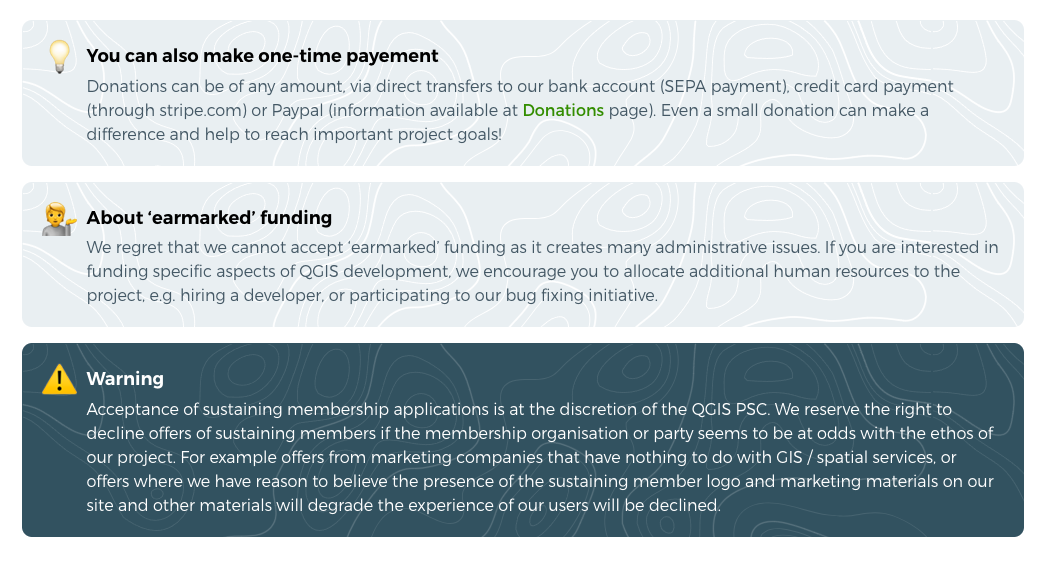 You can also make one-time payement
Donations can be of any amount, via direct transfers to our bank account (SEPA payment), credit card payment
(through stripe.com) or Paypal (information available at Donations page). Even a small donation can make a
difference and help to reach important project goals!
About ‘earmarked’ funding
We regret that we cannot accept ‘earmarked’ funding as it creates many administrative issues. If you are interested in
funding specific aspects of QGIS development, we encourage you to allocate additional human resources to the
project, e.g. hiring a developer, or participating to our bug fixing initiative.
Warning
Acceptance of sustaining membership applications is at the discretion of the QGIS PSC. We reserve the right to
decline offers of sustaining members if the membership organisation or party seems to be at odds with the ethos of
our project. For example offers from marketing companies that have nothing to do with GIS / spatial services, or
offers where we have reason to believe the presence of the sustaining member logo and marketing materials on our
site and other materials will degrade the experience of our users will be declined.